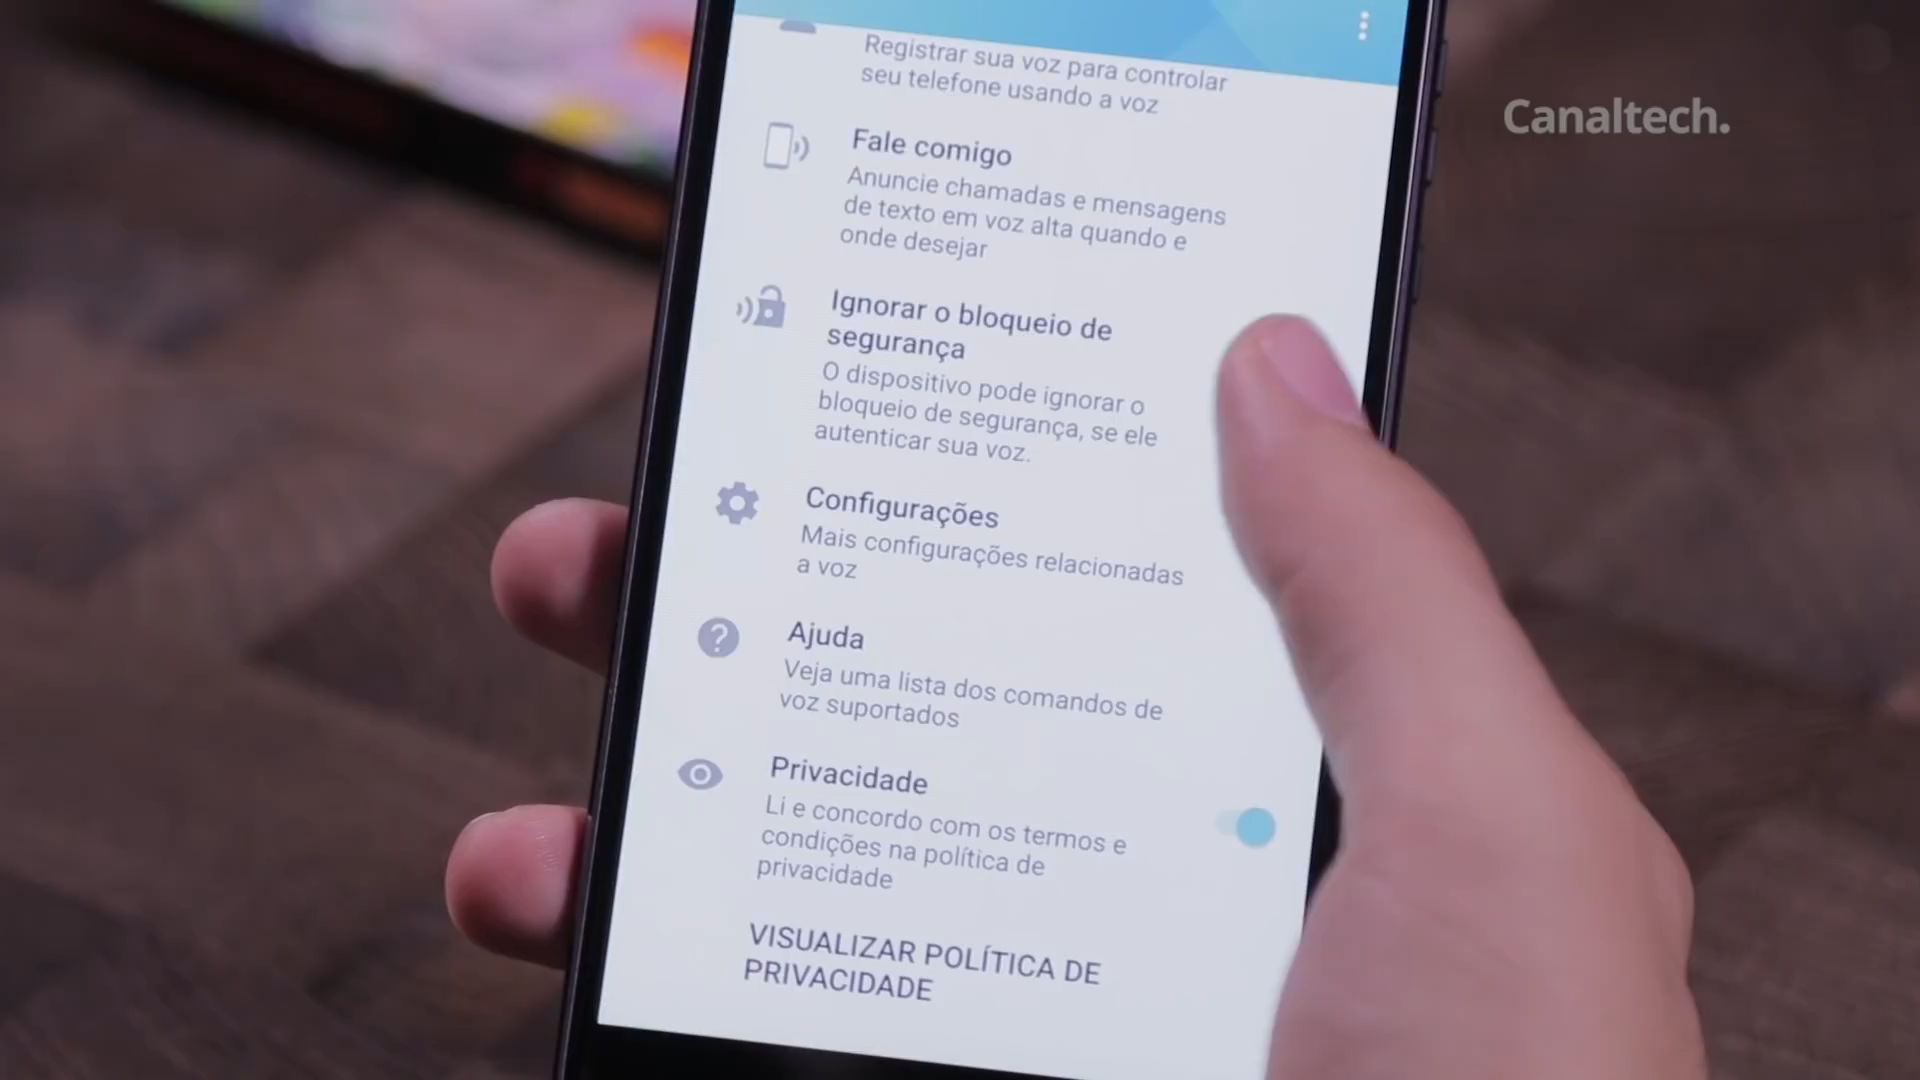 Registrar sua voz para controlar
seu telefone usando a voz
Canaltech.
Fale comigo
Anuncie chamadas e mensagens
de texto em voz alta quando e
onde desejar
Ignorar o bloqueio de
segurança
O dispositivo pode ignorar o
bloqueio de segurança, se ele
autenticar sua voz.
Configurações
Mais configurações relacionadas
a voz
Ajuda
Veja uma lista dos comandos de
voz suportados
Privacidade
Li e concordo com os termos e
condições na política de
privacidade
VISUALIZAR POLÍTICA DE
PRIVACIDADE